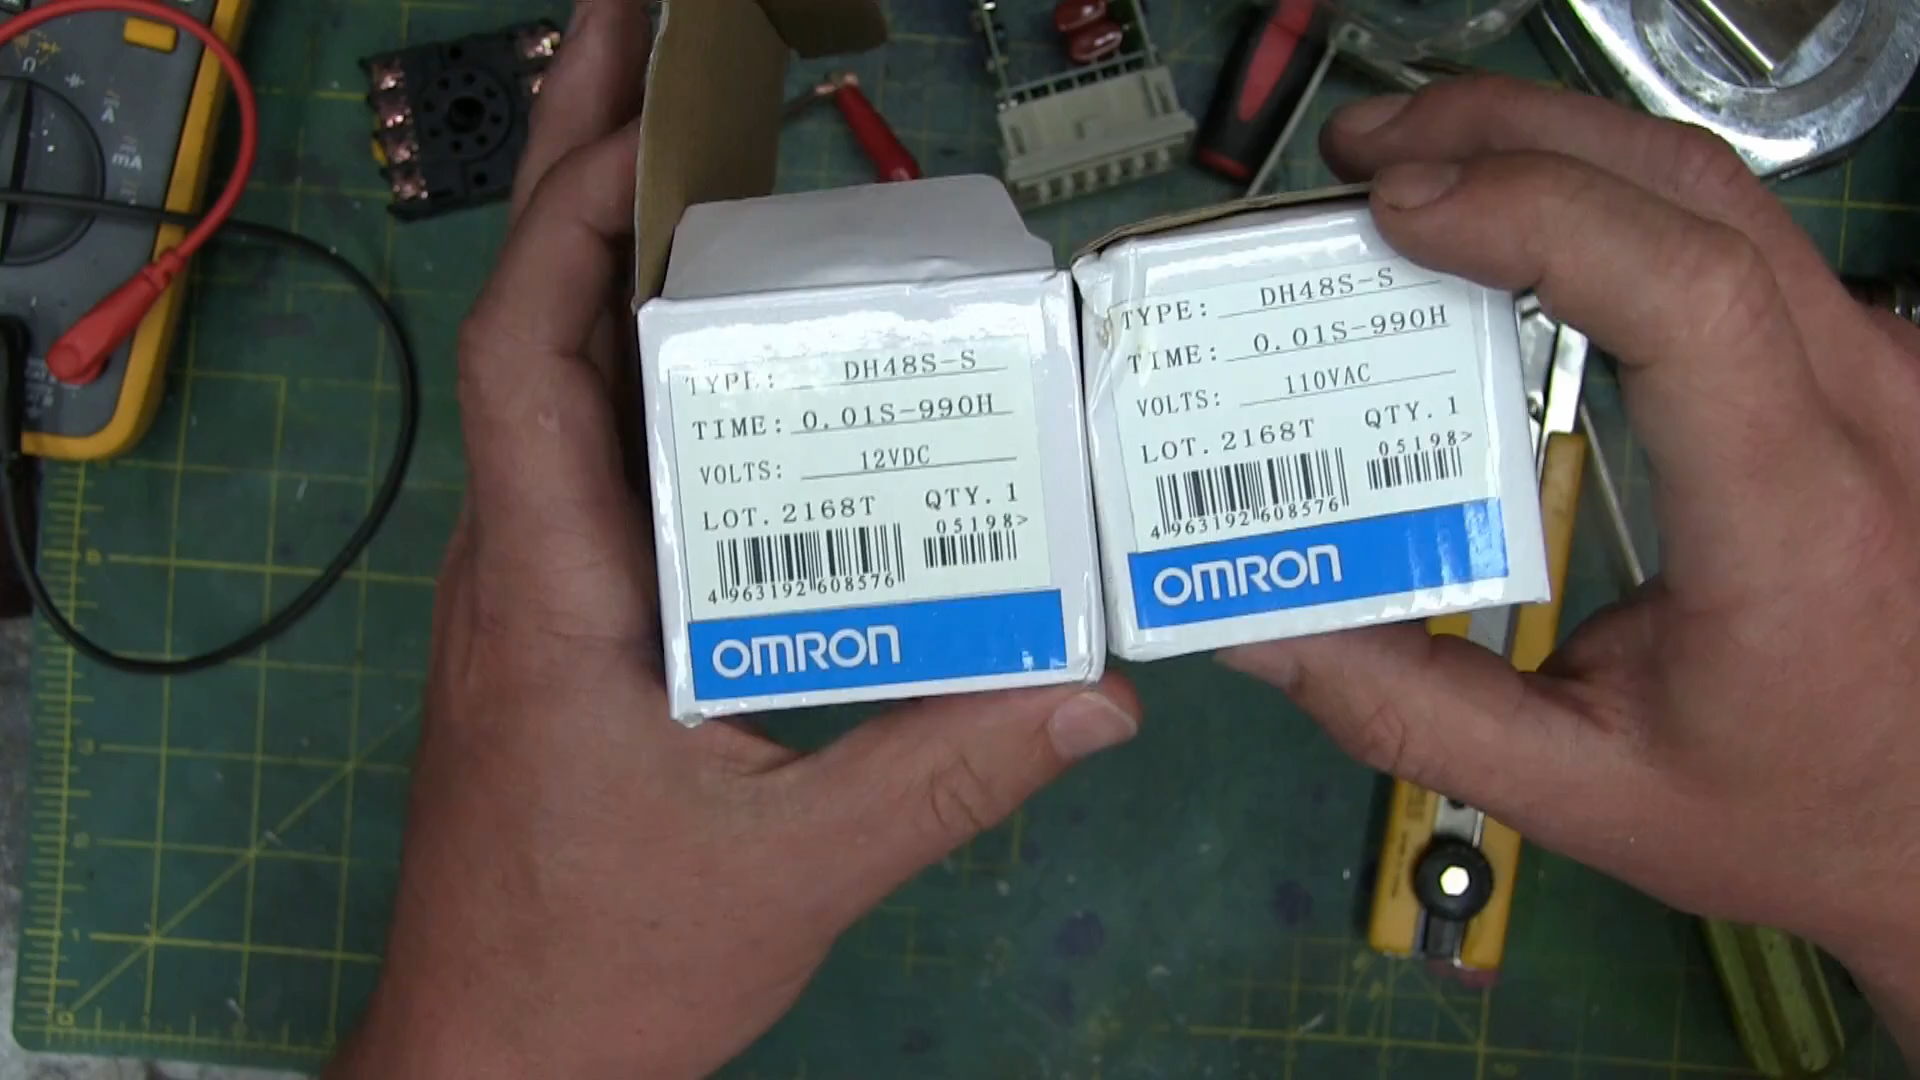 TYPE: DH48S-S
TIME: 0.01S-990H
VOLTS: 12VDC
LOT. 2168T QTY. 1
05198>
4963192608576
OMRON
TYPE: DH48S-S
TIME: 0.01S-990H
VOLTS: 110VAC
LOT. 2168T QTY. 1
05198>
4963192608576
OMRON
A
mA
Ω